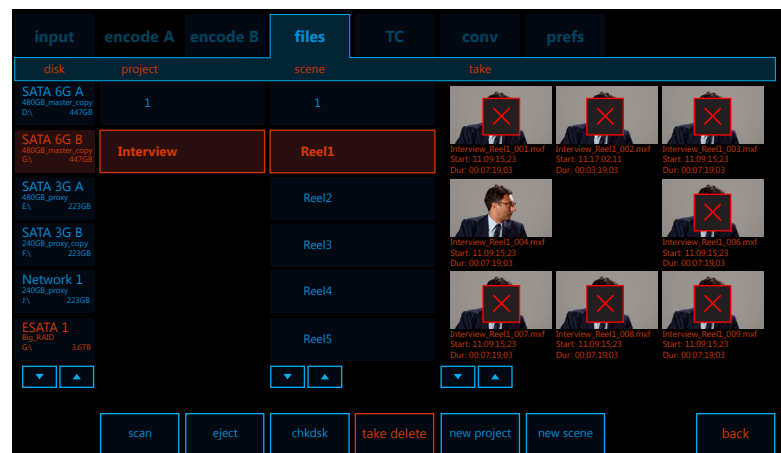 input encode A encode B files TC conv prefs
disk project scene take
SATA 6G A
480GB_master_copy
D:\ 447GB
SATA 6G B
480GB_master_copy
G:\ 447GB
SATA 3G A
480GB_proxy
E:\ 223GB
SATA 3G B
240GB_proxy_copy
F:\ 223GB
Network 1
240GB_proxy
J:\ 223GB
ESATA 1
Big_RAID
G:\ 3.6TB
1
Interview
1
Reel1
Reel2
Reel3
Reel4
Reel5
Interview_Reel1_001.mxf
Start: 11:09:15;23
Dur: 00:07:19;03
Interview_Reel1_002.mxf
Start: 11:17:02;11
Dur: 00:03:19;03
Interview_Reel1_003.mxf
Start: 11:09:15;23
Dur: 00:07:19;03
Interview_Reel1_004.mxf
Start: 11:09:15;23
Dur: 00:07:19;03
Interview_Reel1_006.mxf
Start: 11:09:15;23
Dur: 00:07:19;03
Interview_Reel1_007.mxf
Start: 11:09:15;23
Dur: 00:07:19;03
Interview_Reel1_008.mxf
Start: 11:09:15;23
Dur: 00:07:19;03
Interview_Reel1_009.mxf
Start: 11:09:15;23
Dur: 00:07:19;03
scan eject chkdsk take delete new project new scene back